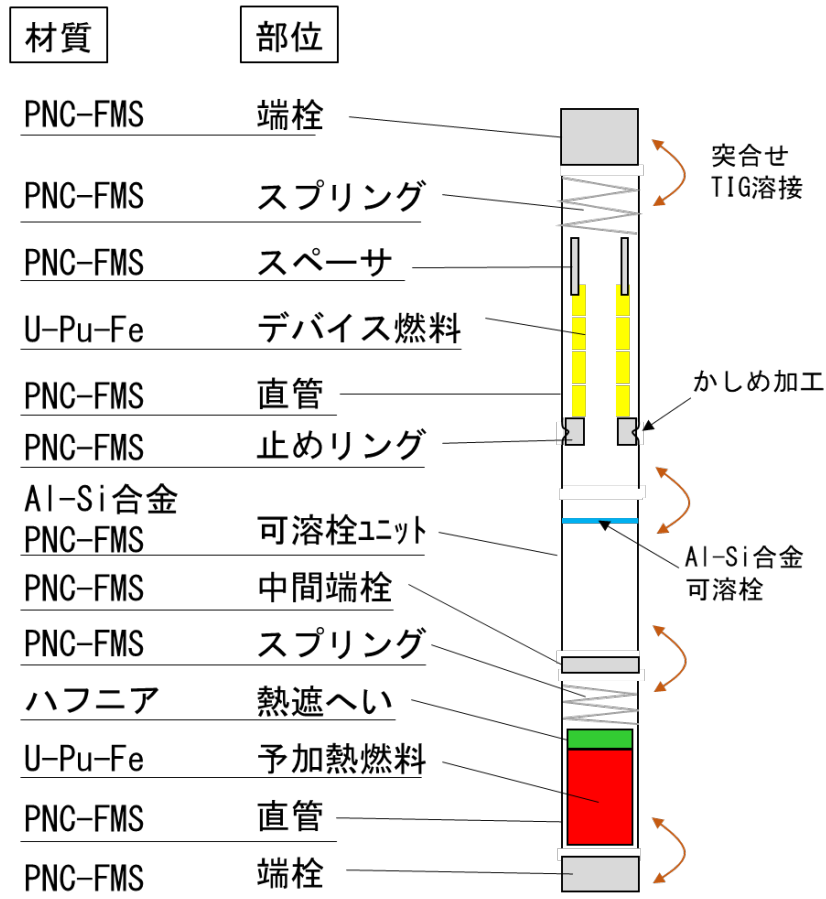 材質 部位
PNC-FMS 端栓
突合せ
TIG溶接
PNC-FMS スプリング
PNC-FMS スペーサ
U-Pu-Fe デバイス燃料
PNC-FMS 直管
かしめ加工
PNC-FMS 止めリング
Al-Si合金
PNC-FMS 可溶栓ユニット
Al-Si合金
可溶栓
PNC-FMS 中間端栓
PNC-FMS スプリング
ハフニア 熱遮へい
U-Pu-Fe 予加熱燃料
PNC-FMS 直管
PNC-FMS 端栓